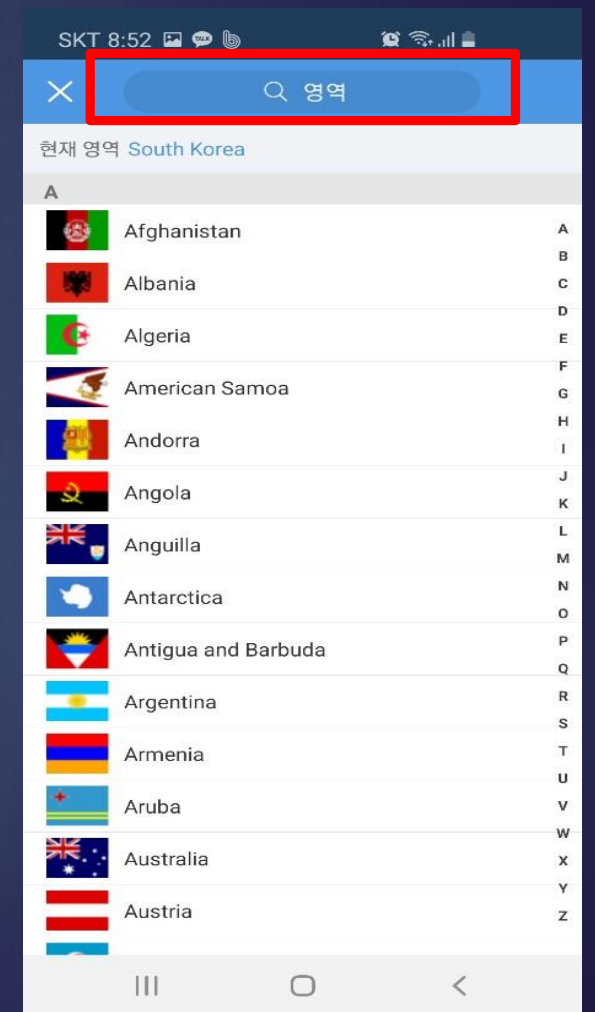 SKT 8:52 TALK
영역
현재 영역 South Korea
A
Afghanistan
Albania
Algeria
American Samoa
Andorra
Angola
Anguilla
Antarctica
Antigua and Barbuda
Argentina
Armenia
Aruba
Australia
Austria
A
B
C
D
E
F
G
H
I
J
K
L
M
N
O
P
Q
R
S
T
U
V
W
X
Y
Z